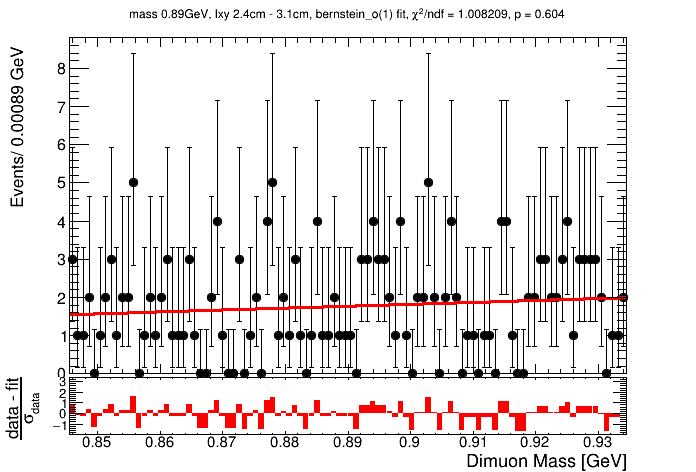 mass 0.89GeV, lxy 2.4cm - 3.1cm, bernstein_o(1) fit, χ²/ndf = 1.008209, p = 0.604
Events/ 0.00089 GeV
8
7
6
5
4
3
2
1
0
data - fit
σdata
3
2
1
0
−1
0.85 0.86 0.87 0.88 0.89 0.9 0.91 0.92 0.93
Dimuon Mass [GeV]